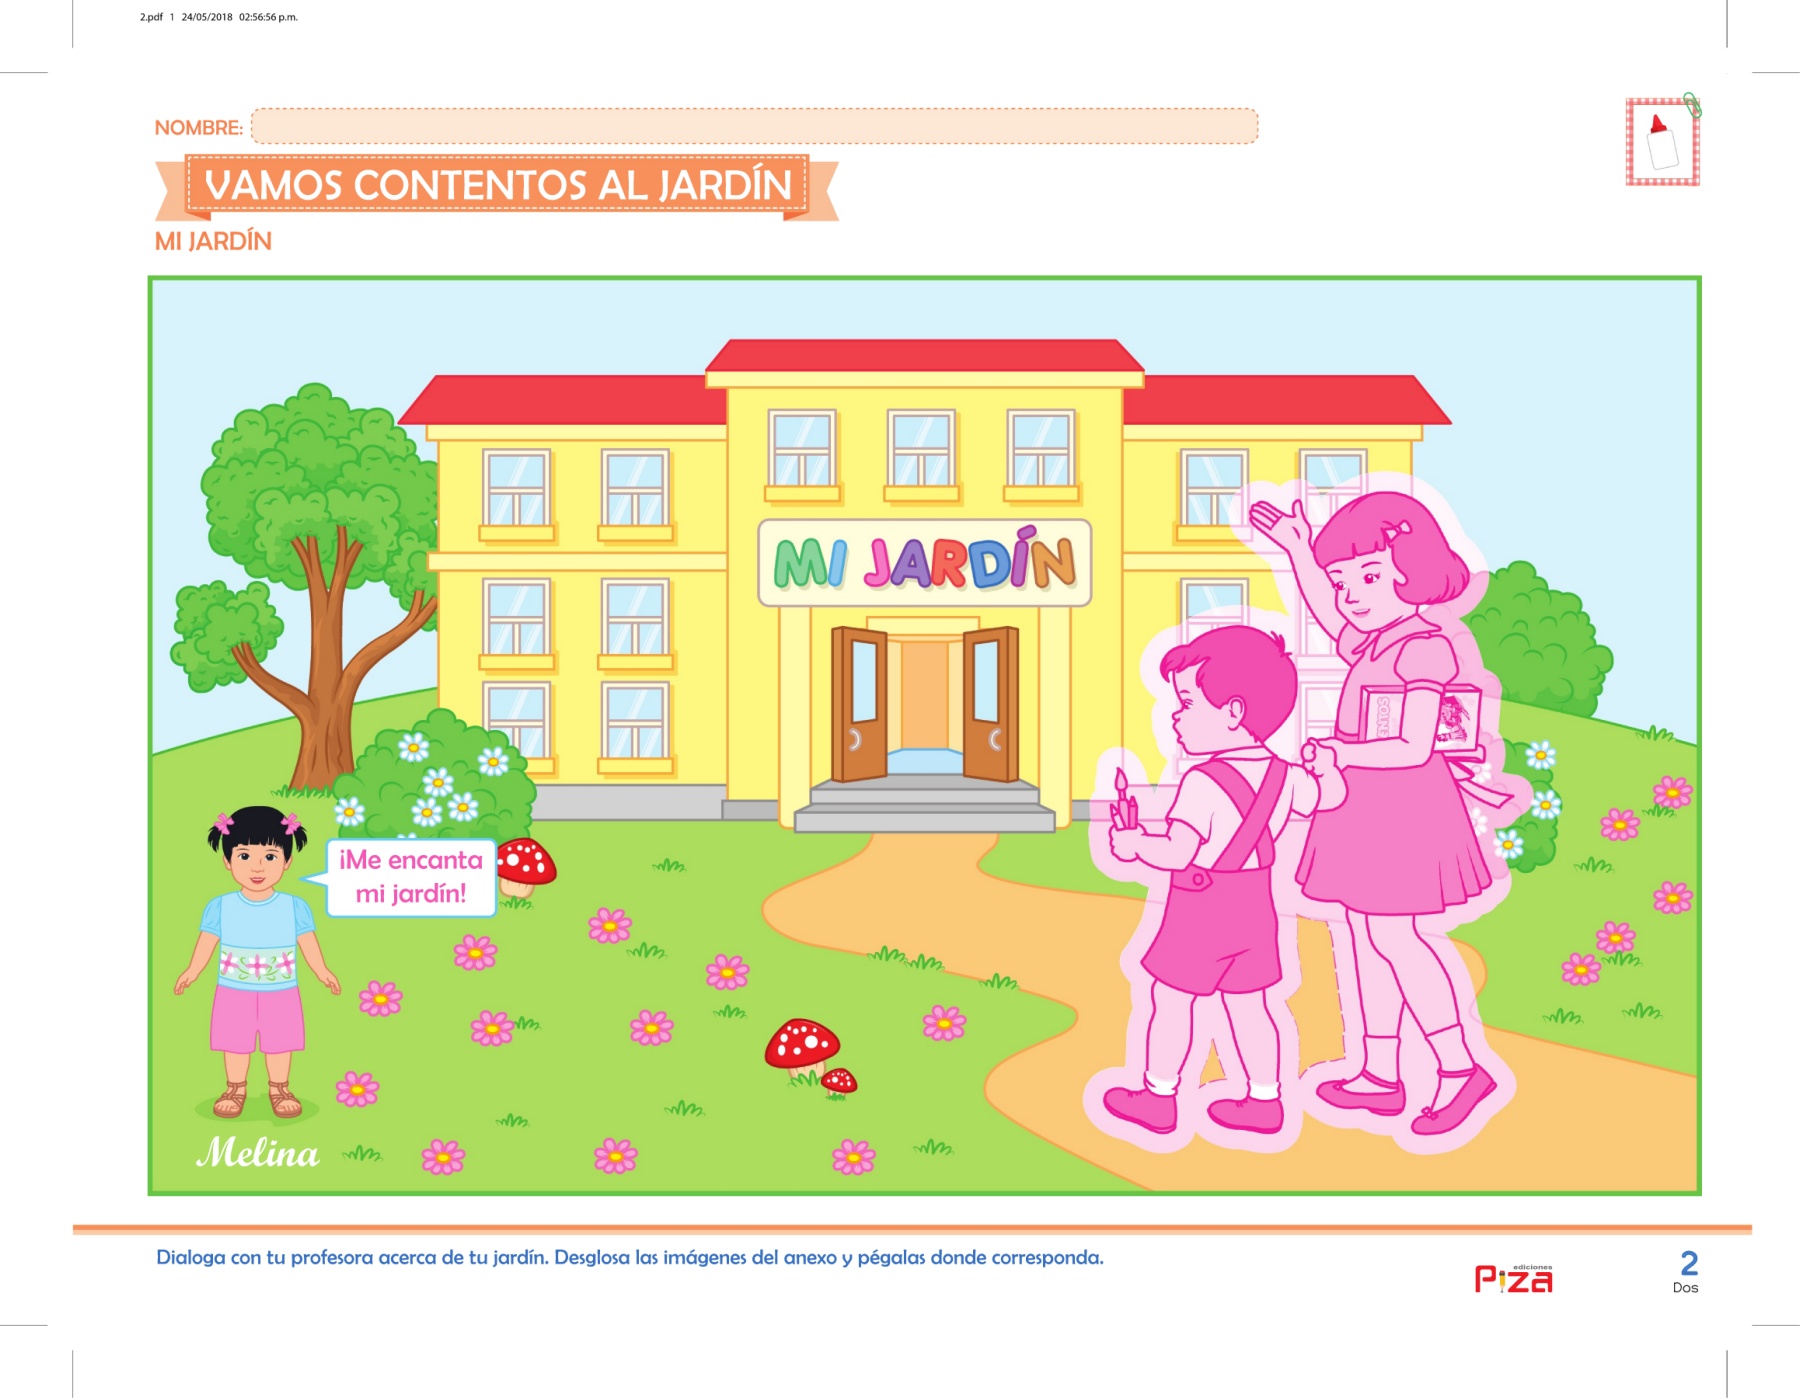 2.pdf 1 24/05/2018 02:56:56 p.m.
NOMBRE:
VAMOS CONTENTOS AL JARDÍN
MI JARDÍN
MI JARDÍN
ENTOS
¡Me encanta
mi jardín!
Melina
Dialoga con tu profesora acerca de tu jardín. Desglosa las imágenes del anexo y pégalas donde corresponda.
ediciones
Piza
2
Dos